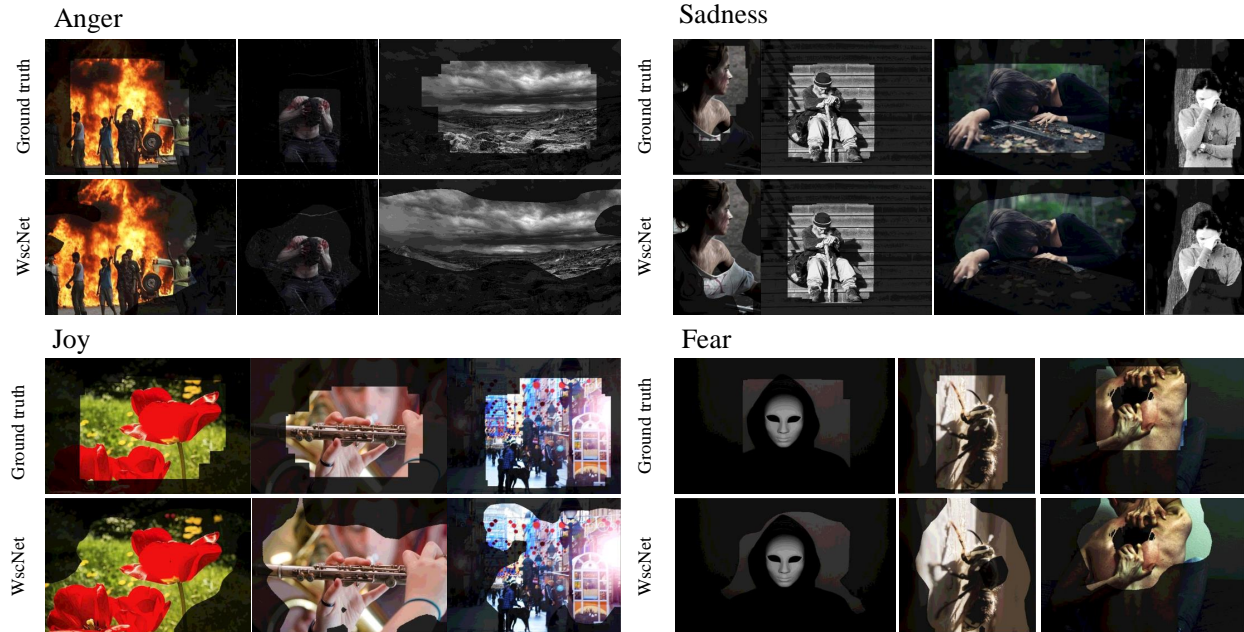 Anger
Ground truth
WscNet
Sadness
Ground truth
WscNet
Joy
Ground truth
WscNet
Fear
Ground truth
WscNet